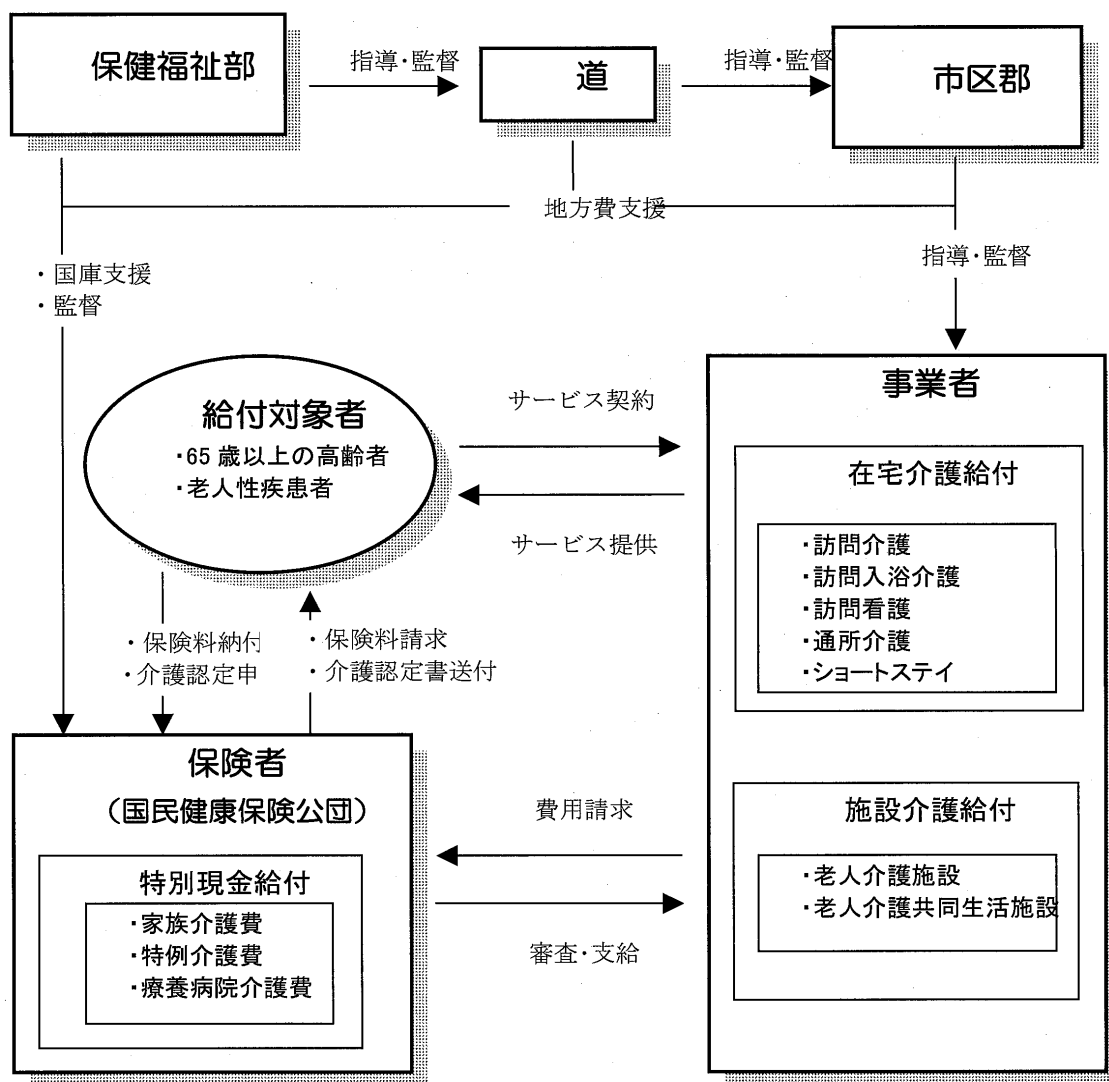 保健福祉部
指導・監督
道
指導・監督
市区郡
地方費支援
・国庫支援
・監督
指導・監督
給付対象者
・65歳以上の高齢者
・老人性疾患者
サービス契約
サービス提供
事業者
在宅介護給付
・訪問介護
・訪問入浴介護
・訪問看護
・通所介護
・ショートステイ
・保険料納付
・介護認定申
・保険料請求
・介護認定書送付
保険者
（国民健康保険公団）
特別現金給付
・家族介護費
・特例介護費
・療養病院介護費
費用請求
審査・支給
施設介護給付
・老人介護施設
・老人介護共同生活施設